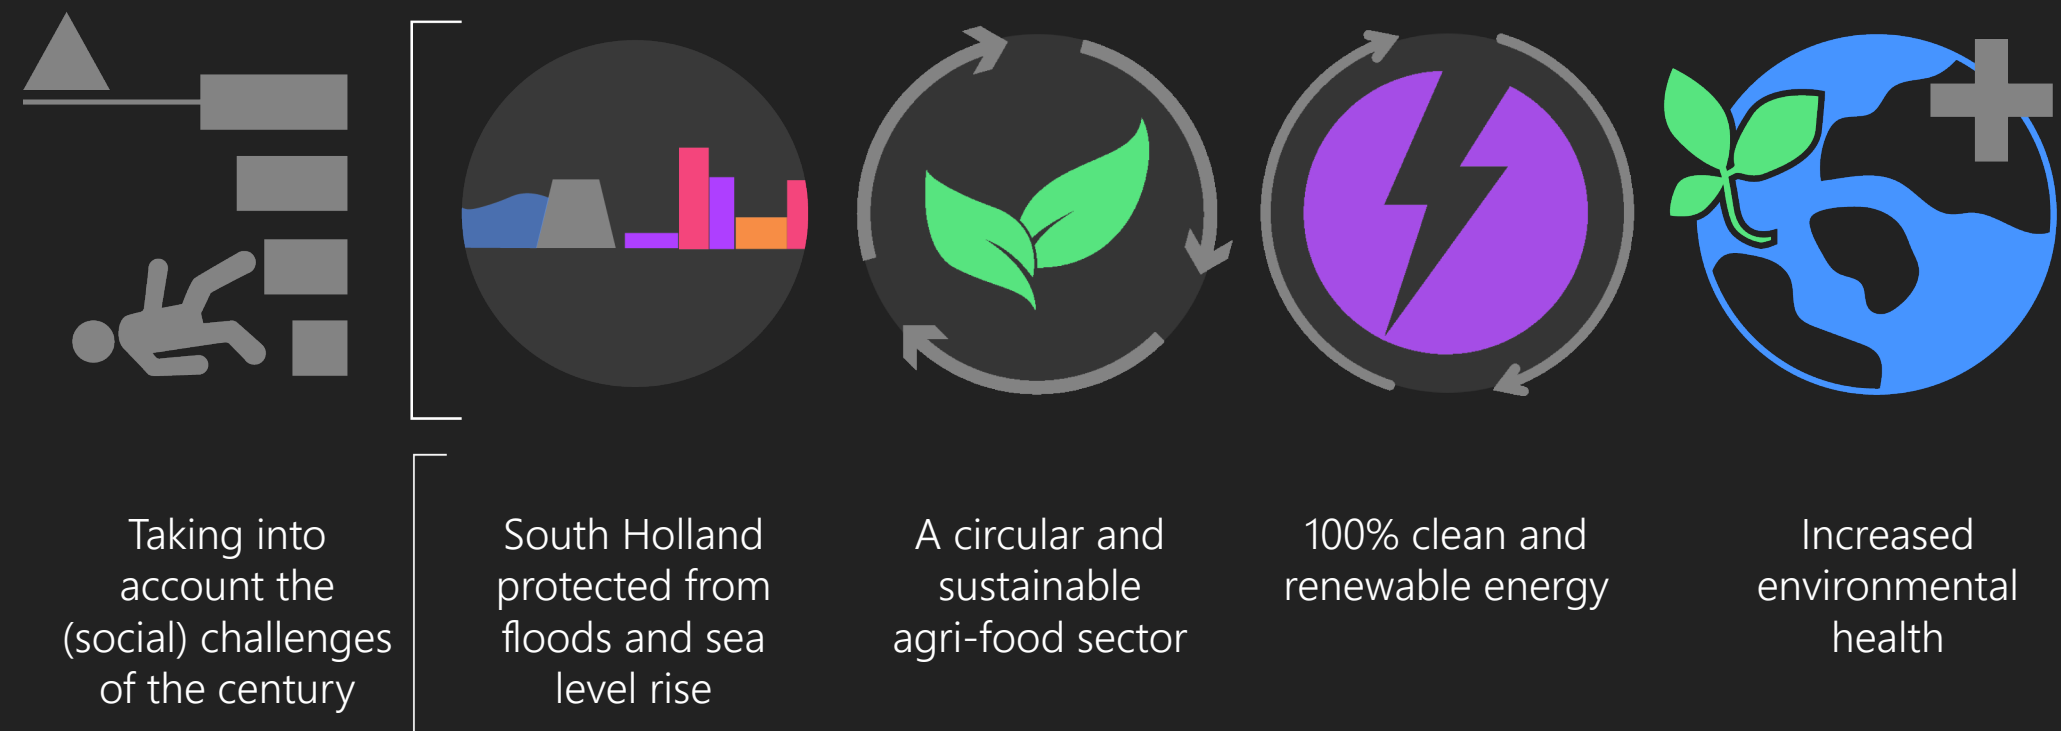 Taking into
account the
(social) challenges
of the century
South Holland
protected from
floods and sea
level rise
A circular and
sustainable
agri-food sector
100% clean and
renewable energy
Increased
environmental
health